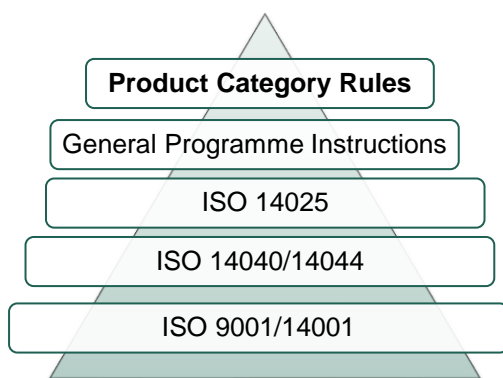 Product Category Rules
General Programme Instructions
ISO 14025
ISO 14040/14044
ISO 9001/14001